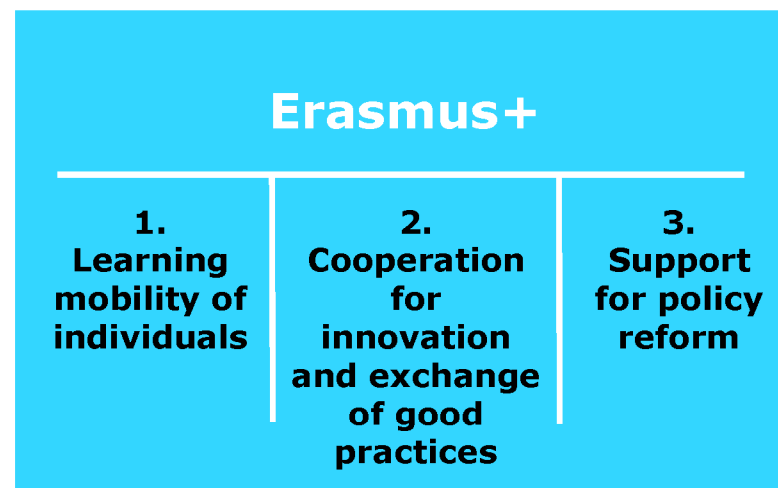 Erasmus+
1.
Learning
mobility of
individuals
2.
Cooperation
for
innovation
and exchange
of good
practices
3.
Support
for policy
reform